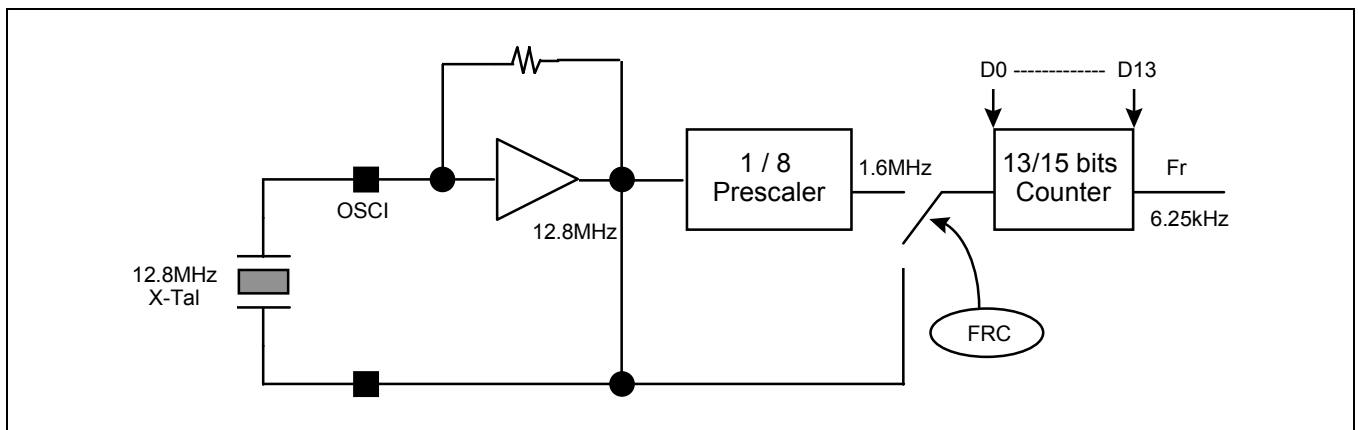 D0 ------------- D13
1 / 8
Prescaler
1.6MHz
13/15 bits
Counter
Fr
6.25kHz
OSCI
12.8MHz
12.8MHz
X-Tal
FRC